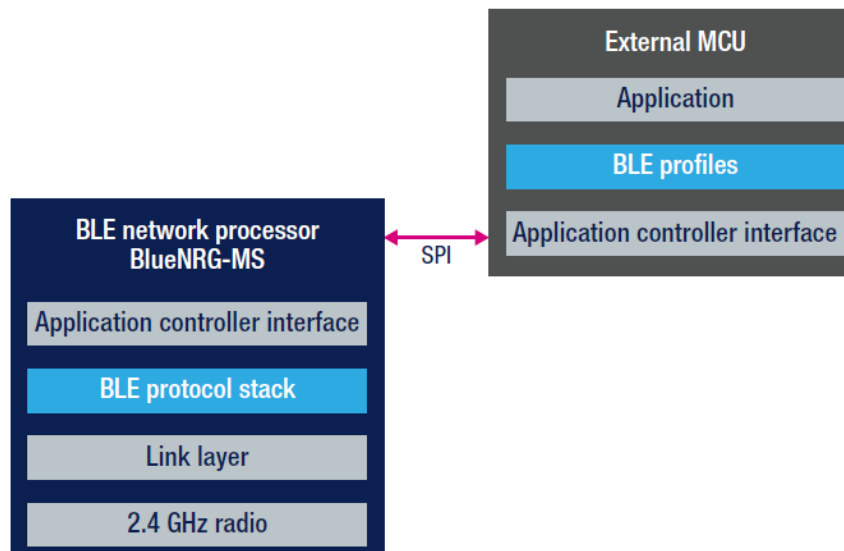 External MCU
Application
BLE profiles
Application controller interface
SPI
BLE network processor
BlueNRG-MS
Application controller interface
BLE protocol stack
Link layer
2.4 GHz radio